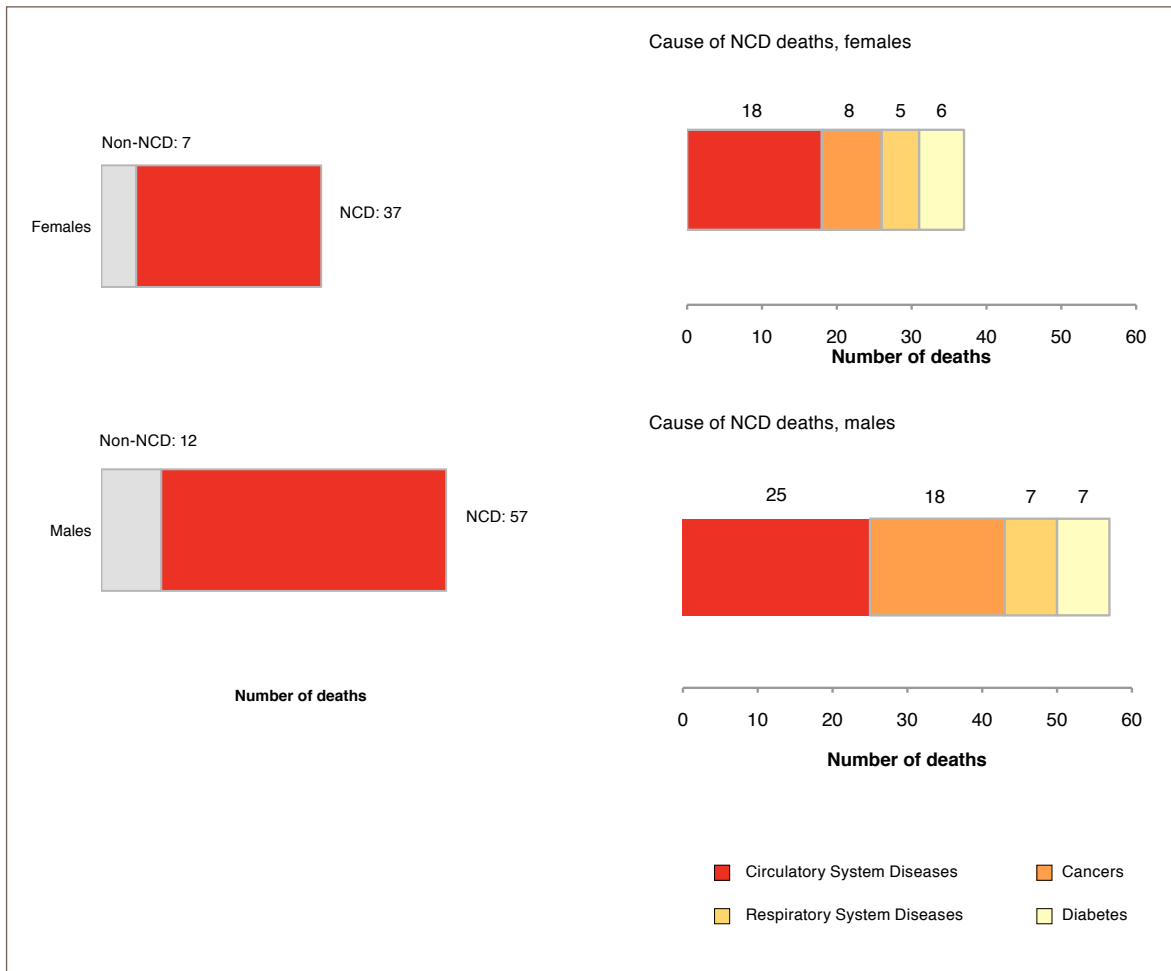 Cause of NCD deaths, females
18 8 5 6
Non-NCD: 7
Females
NCD: 37
0 10 20 30 40 50 60
Number of deaths
Cause of NCD deaths, males
25 18 7 7
Non-NCD: 12
Males
NCD: 57
Number of deaths
0 10 20 30 40 50 60
Number of deaths
Circulatory System Diseases
Cancers
Respiratory System Diseases
Diabetes